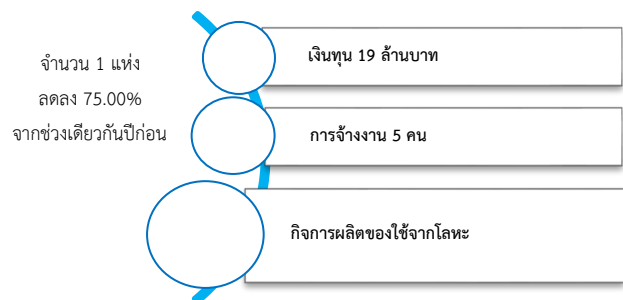 จำนวน 1 แห่ง
ลดลง 75.00%
จากช่วงเดียวกันปีก่อน
เงินทุน 19 ล้านบาท
การจ้างงาน 5 คน
กิจการผลิตของใช้จากโลหะ